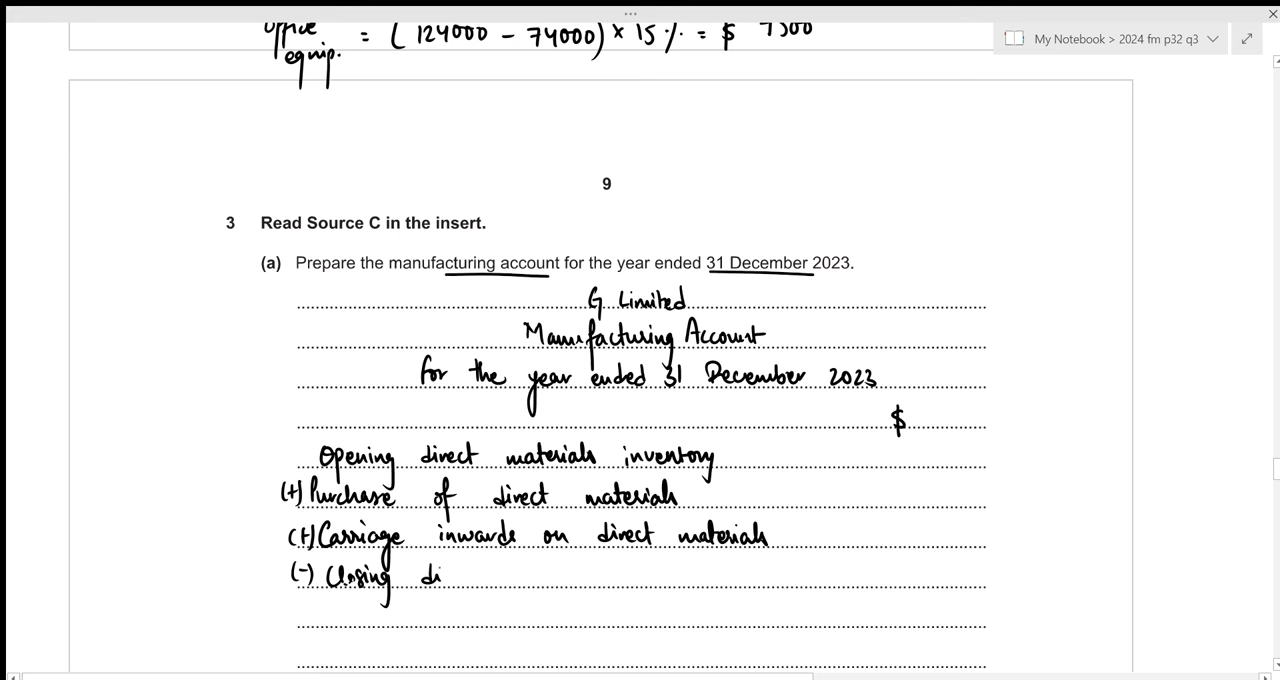 My Notebook > 2024 fm p32 q3
office equip. = (124000 - 74000) × 15 % = $ 7500
9
3 Read Source C in the insert.
(a) Prepare the manufacturing account for the year ended 31 December 2023.
G Limited
Manufacturing Account
for the year ended 31 December 2023
$
Opening direct materials inventory
(+) Purchase of direct materials
(+) Carriage inwards on direct materials
(-) Closing di